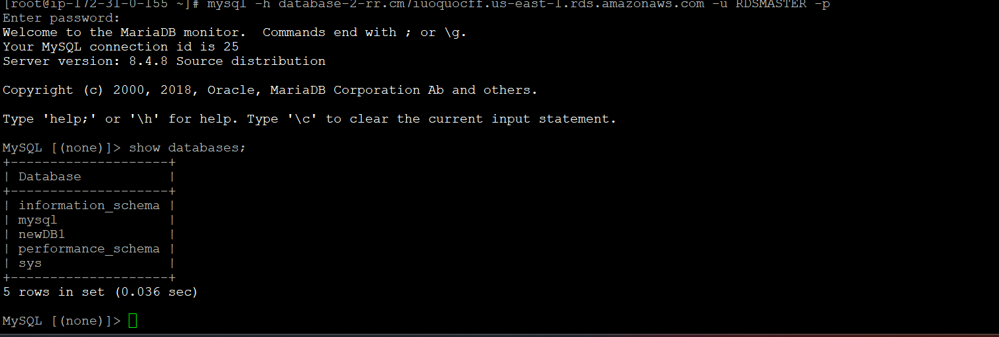 [root@ip-172-31-0-155 ~]# mysql -h database-2-rr.cm7iuoquocff.us-east-1.rds.amazonaws.com -u RDSMASTER -p
Enter password:
Welcome to the MariaDB monitor.  Commands end with ; or \g.
Your MySQL connection id is 25
Server version: 8.4.8 Source distribution

Copyright (c) 2000, 2018, Oracle, MariaDB Corporation Ab and others.

Type 'help;' or '\h' for help. Type '\c' to clear the current input statement.

MySQL [(none)]> show databases;
+--------------------+
| Database           |
+--------------------+
| information_schema |
| mysql              |
| newDB1             |
| performance_schema |
| sys                |
+--------------------+
5 rows in set (0.036 sec)

MySQL [(none)]>